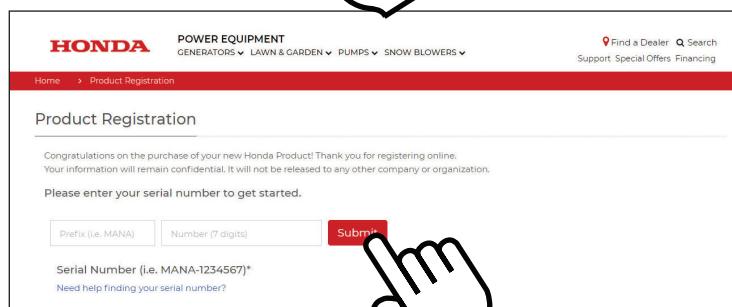 HONDA
POWER EQUIPMENT
GENERATORS LAWN & GARDEN PUMPS SNOW BLOWERS
Find a Dealer Search
Support Special Offers Financing
Home > Product Registration
Product Registration
Congratulations on the purchase of your new Honda Product! Thank you for registering online.
Your information will remain confidential. It will not be released to any other company or organization.
Please enter your serial number to get started.
Prefix (i.e. MANA) Number (7 digits) Submit
Serial Number (i.e. MANA-1234567)*
Need help finding your serial number?